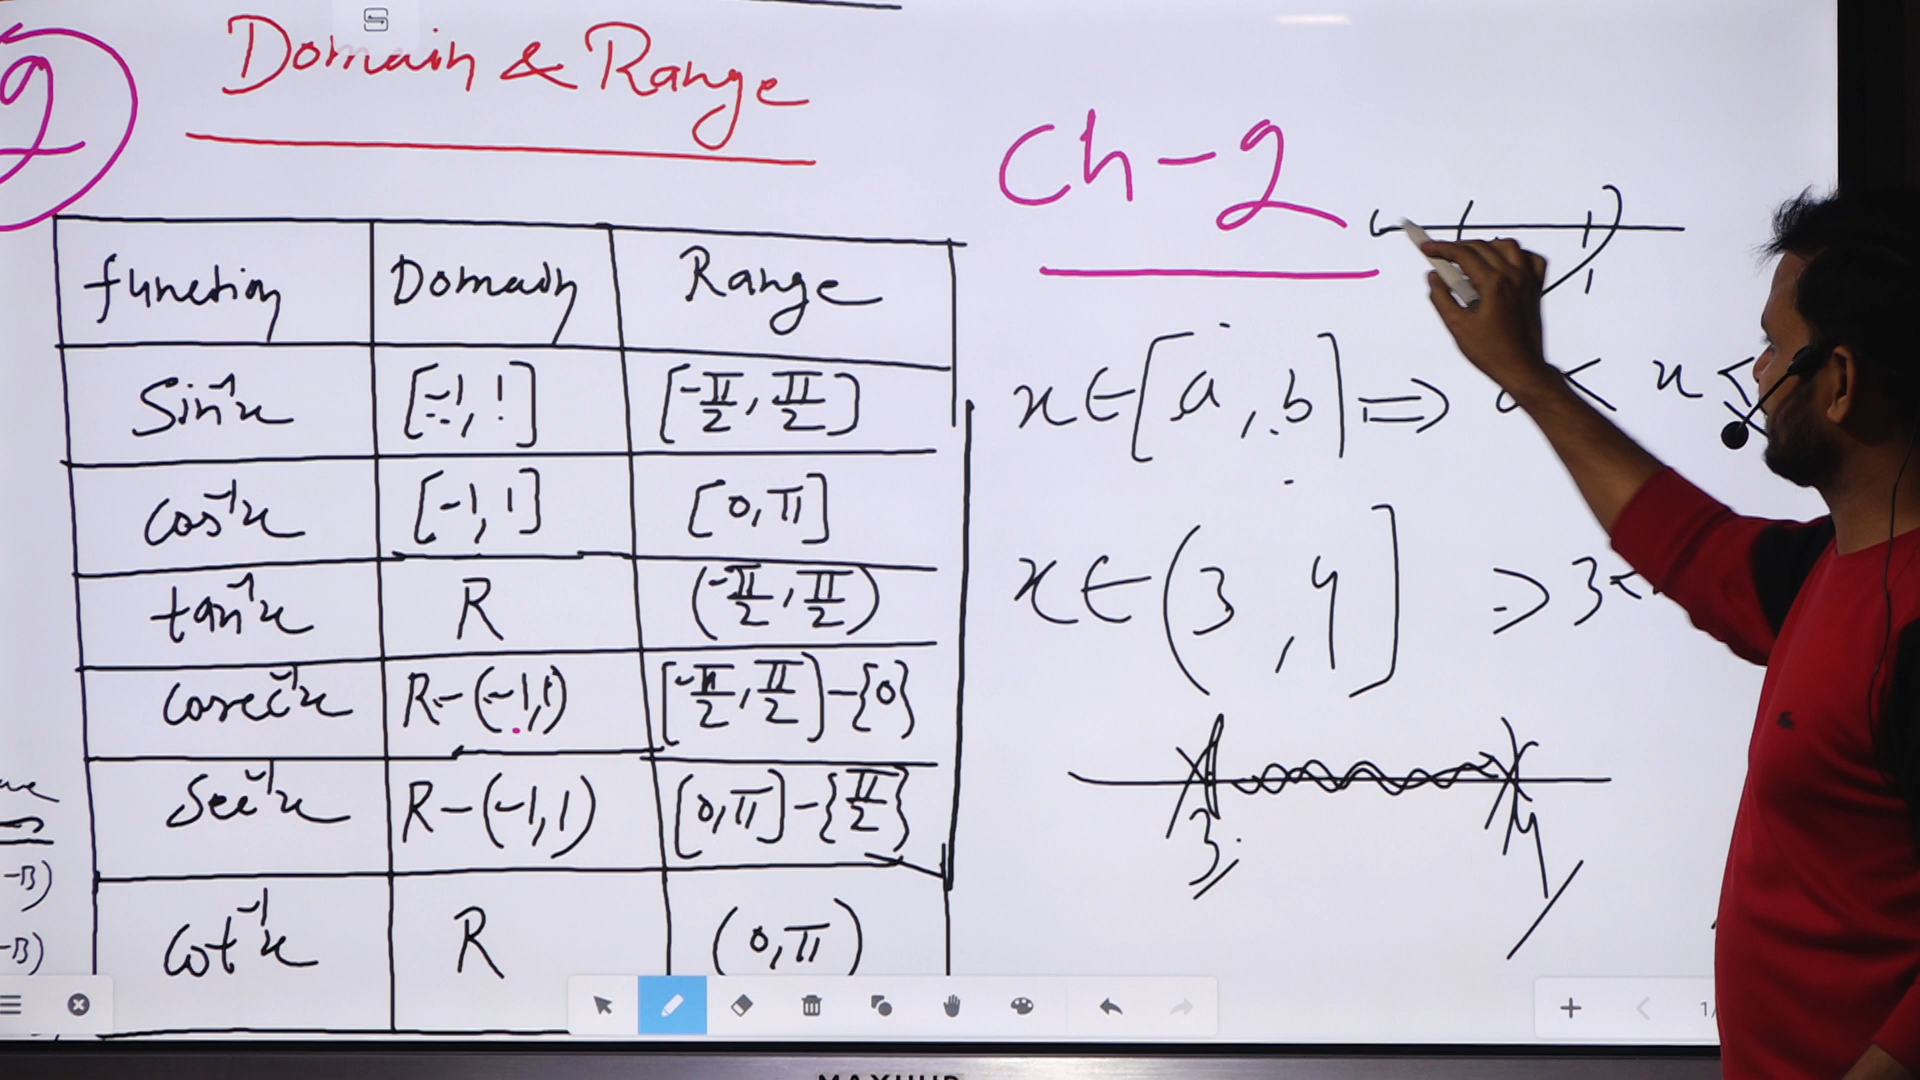 2
Domain & Range
Ch-2
function Domain Range
Sin⁻¹x [-1, 1] [-π/2, π/2]
Cos⁻¹x [-1, 1] [0, π]
tan⁻¹x R (-π/2, π/2)
Cosec⁻¹x R-(-1,1) [-π/2, π/2]-{0}
Sec⁻¹x R-(-1,1) [0,π]-{π/2}
Cot⁻¹x R (0,π)
x∈[a, b] ⇒ < x ≤
x∈(3, 4] ⇒ 3<
3 4
-B)
-B)
1/